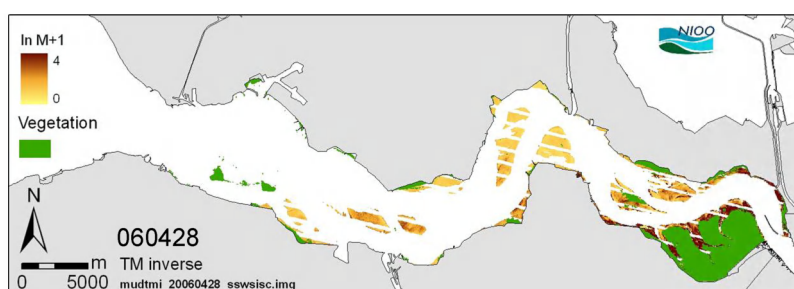 ln M+1
4
0
Vegetation
N
060428
m
TM inverse
0 5000
mudtmi_20060428_sswsisc.img
NIOO